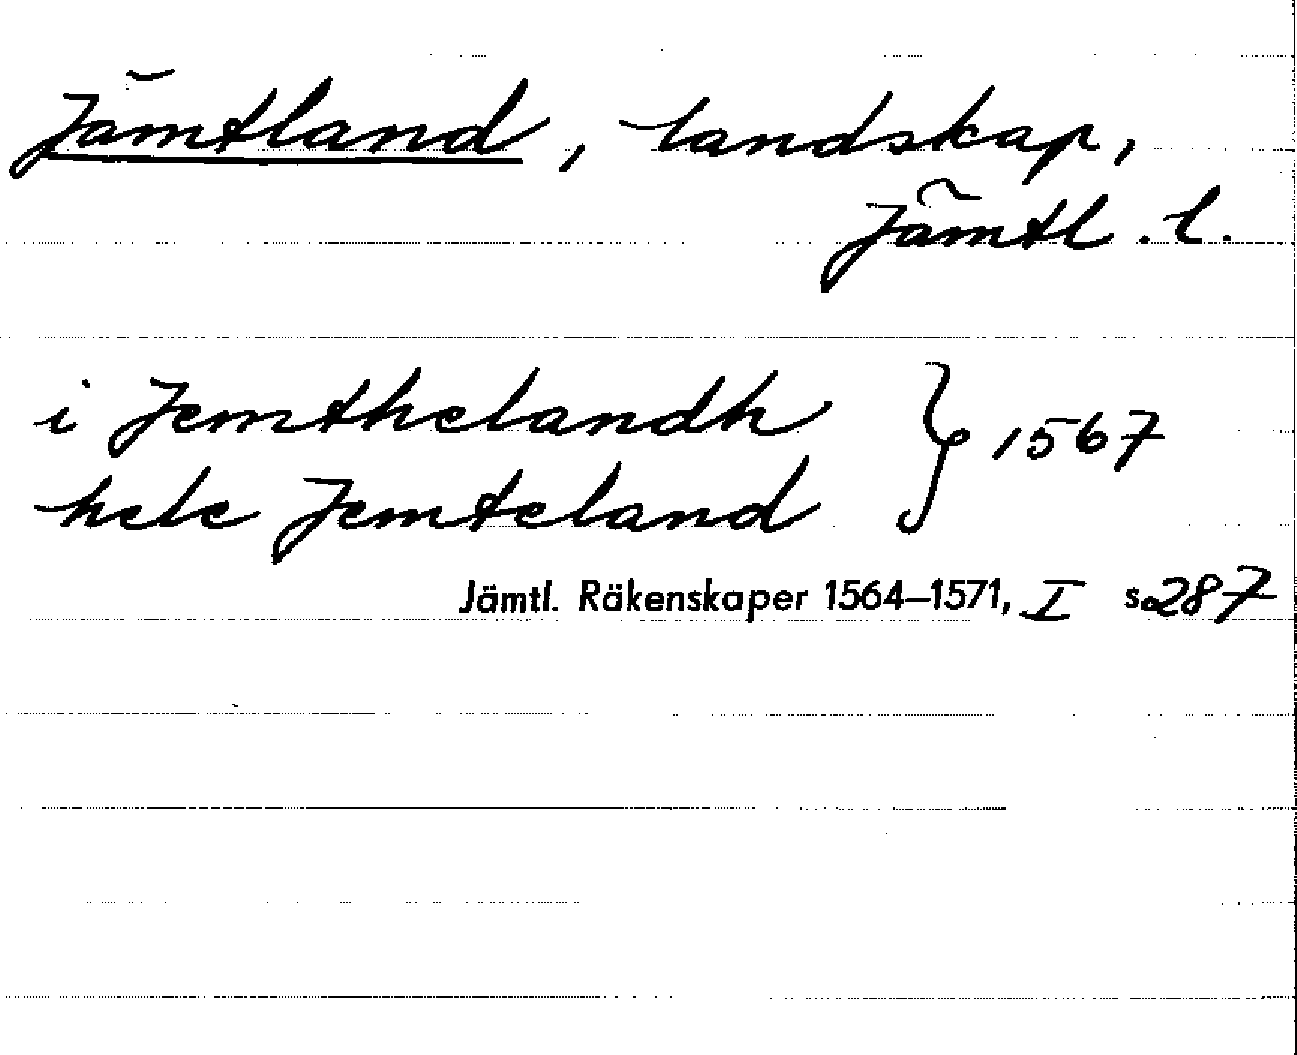 Jämtland, landskap,
Jämtl. l.
i Jemthelandh } 1567
hele Jemteland
Jämtl. Räkenskaper 1564–1571, I s. 287